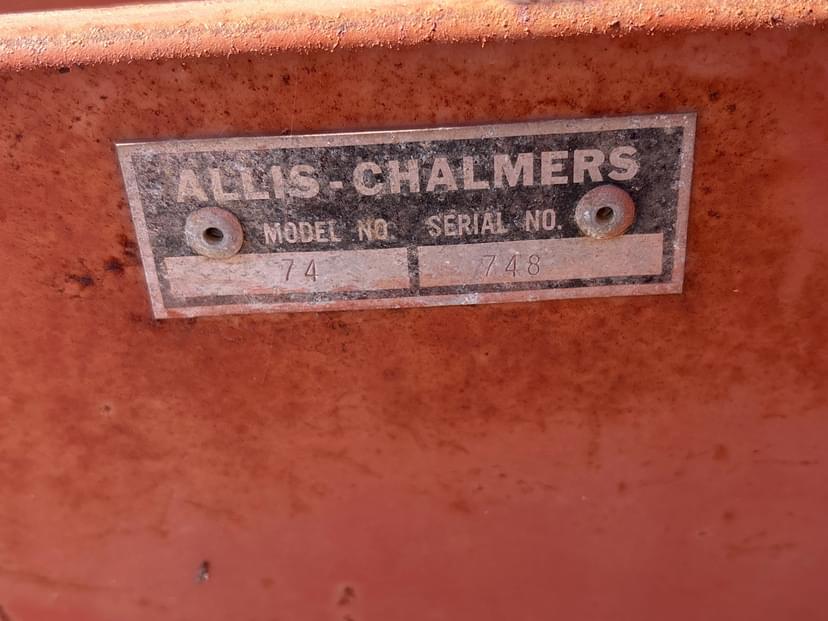 ALLIS-CHALMERS
MODEL NO. SERIAL NO.
74 748